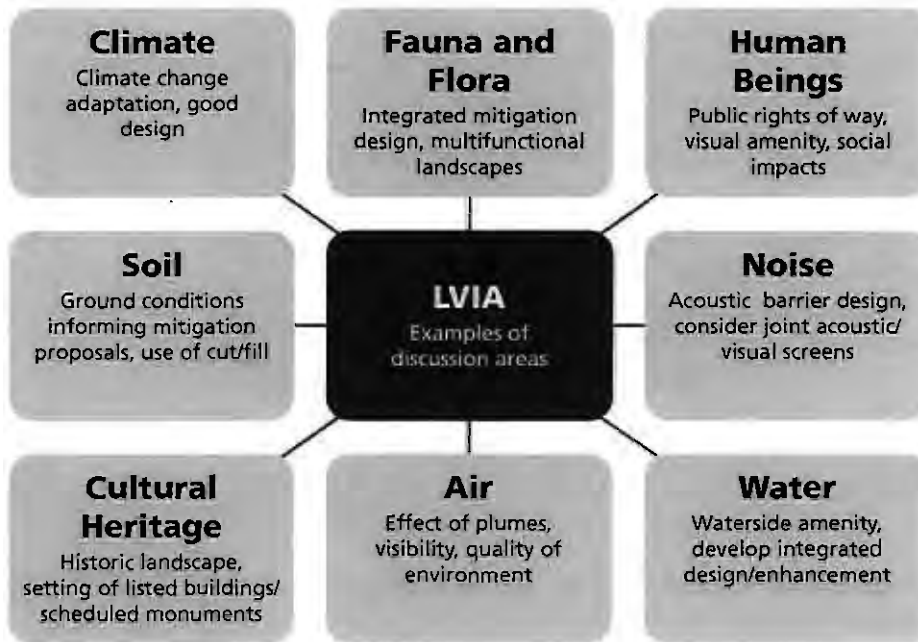 Climate
Climate change
adaptation, good
design
Fauna and
Flora
Integrated mitigation
design, multifunctional
landscapes
Human
Beings
Public rights of way,
visual amenity, social
impacts
Soil
Ground conditions
informing mitigation
proposals, use of cut/fill
LVIA
Examples of
discussion areas
Noise
Acoustic barrier design,
consider joint acoustic/
visual screens
Cultural
Heritage
Historic landscape,
setting of listed buildings/
scheduled monuments
Air
Effect of plumes,
visibility, quality of
environment
Water
Waterside amenity,
develop integrated
design/enhancement